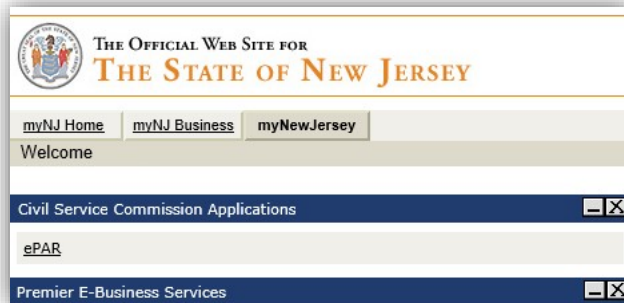 THE OFFICIAL WEB SITE FOR
THE STATE OF NEW JERSEY
myNJ Home myNJ Business myNewJersey
Welcome
Civil Service Commission Applications
ePAR
Premier E-Business Services